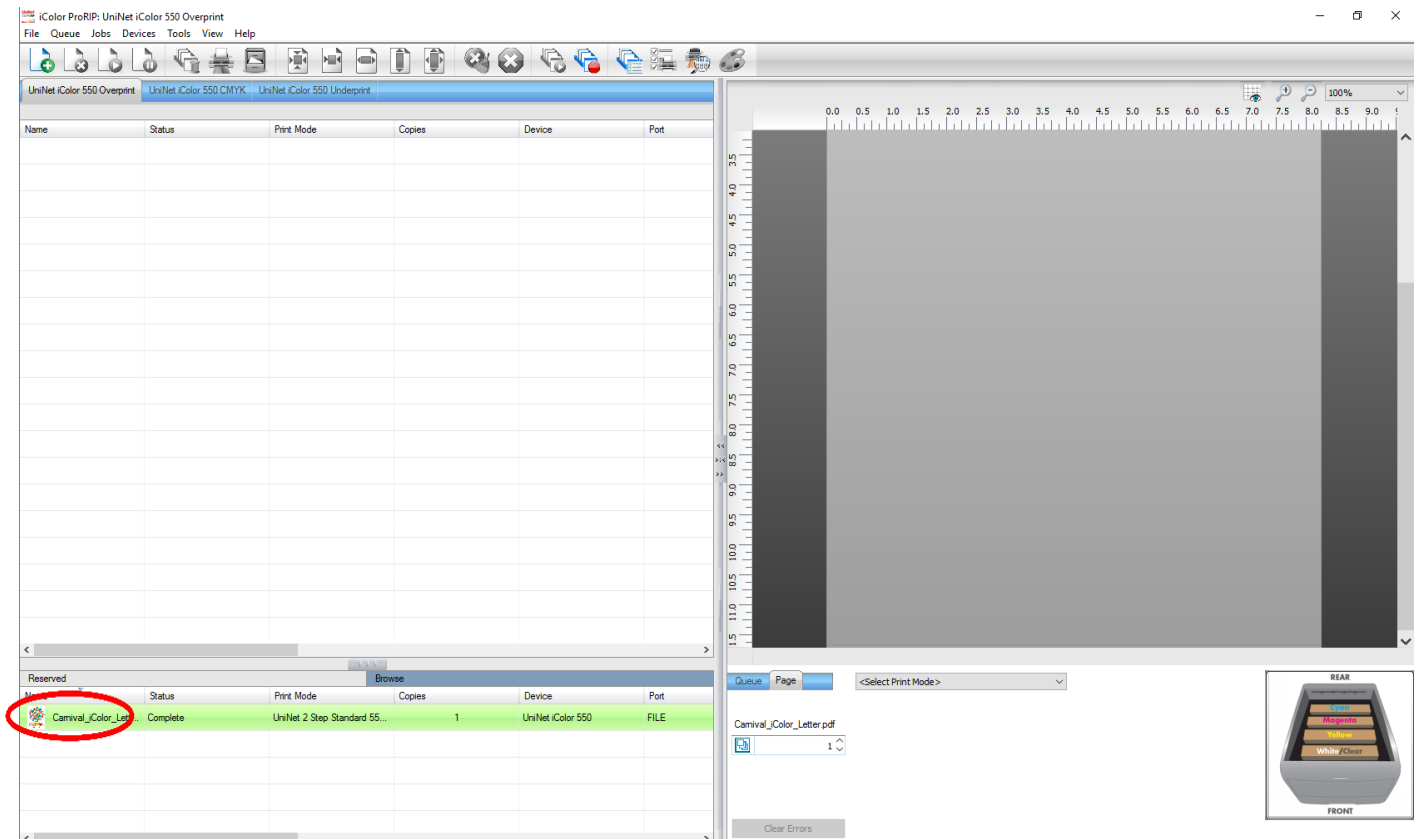 iColor ProRIP: UniNet iColor 550 Overprint
File Queue Jobs Devices Tools View Help
UniNet iColor 550 Overprint UniNet iColor 550 CMYK UniNet iColor 550 Underprint
100%
0.0 0.5 1.0 1.5 2.0 2.5 3.0 3.5 4.0 4.5 5.0 5.5 6.0 6.5 7.0 7.5 8.0 8.5 9.0
Name Status Print Mode Copies Device Port
3.5
4.0
4.5
5.0
5.5
6.0
6.5
7.0
7.5
8.0
8.5
9.0
9.5
10.0
10.5
11.0
Reserved Browse
Name Status Print Mode Copies Device Port
Carnival_iColor_Lett... Complete UniNet 2 Step Standard 55... 1 UniNet iColor 550 FILE
Queue Page <Select Print Mode>
Carnival_iColor_Letter.pdf
1
Clear Errors
REAR
Cyan
Magenta
Yellow
White/Clear
FRONT